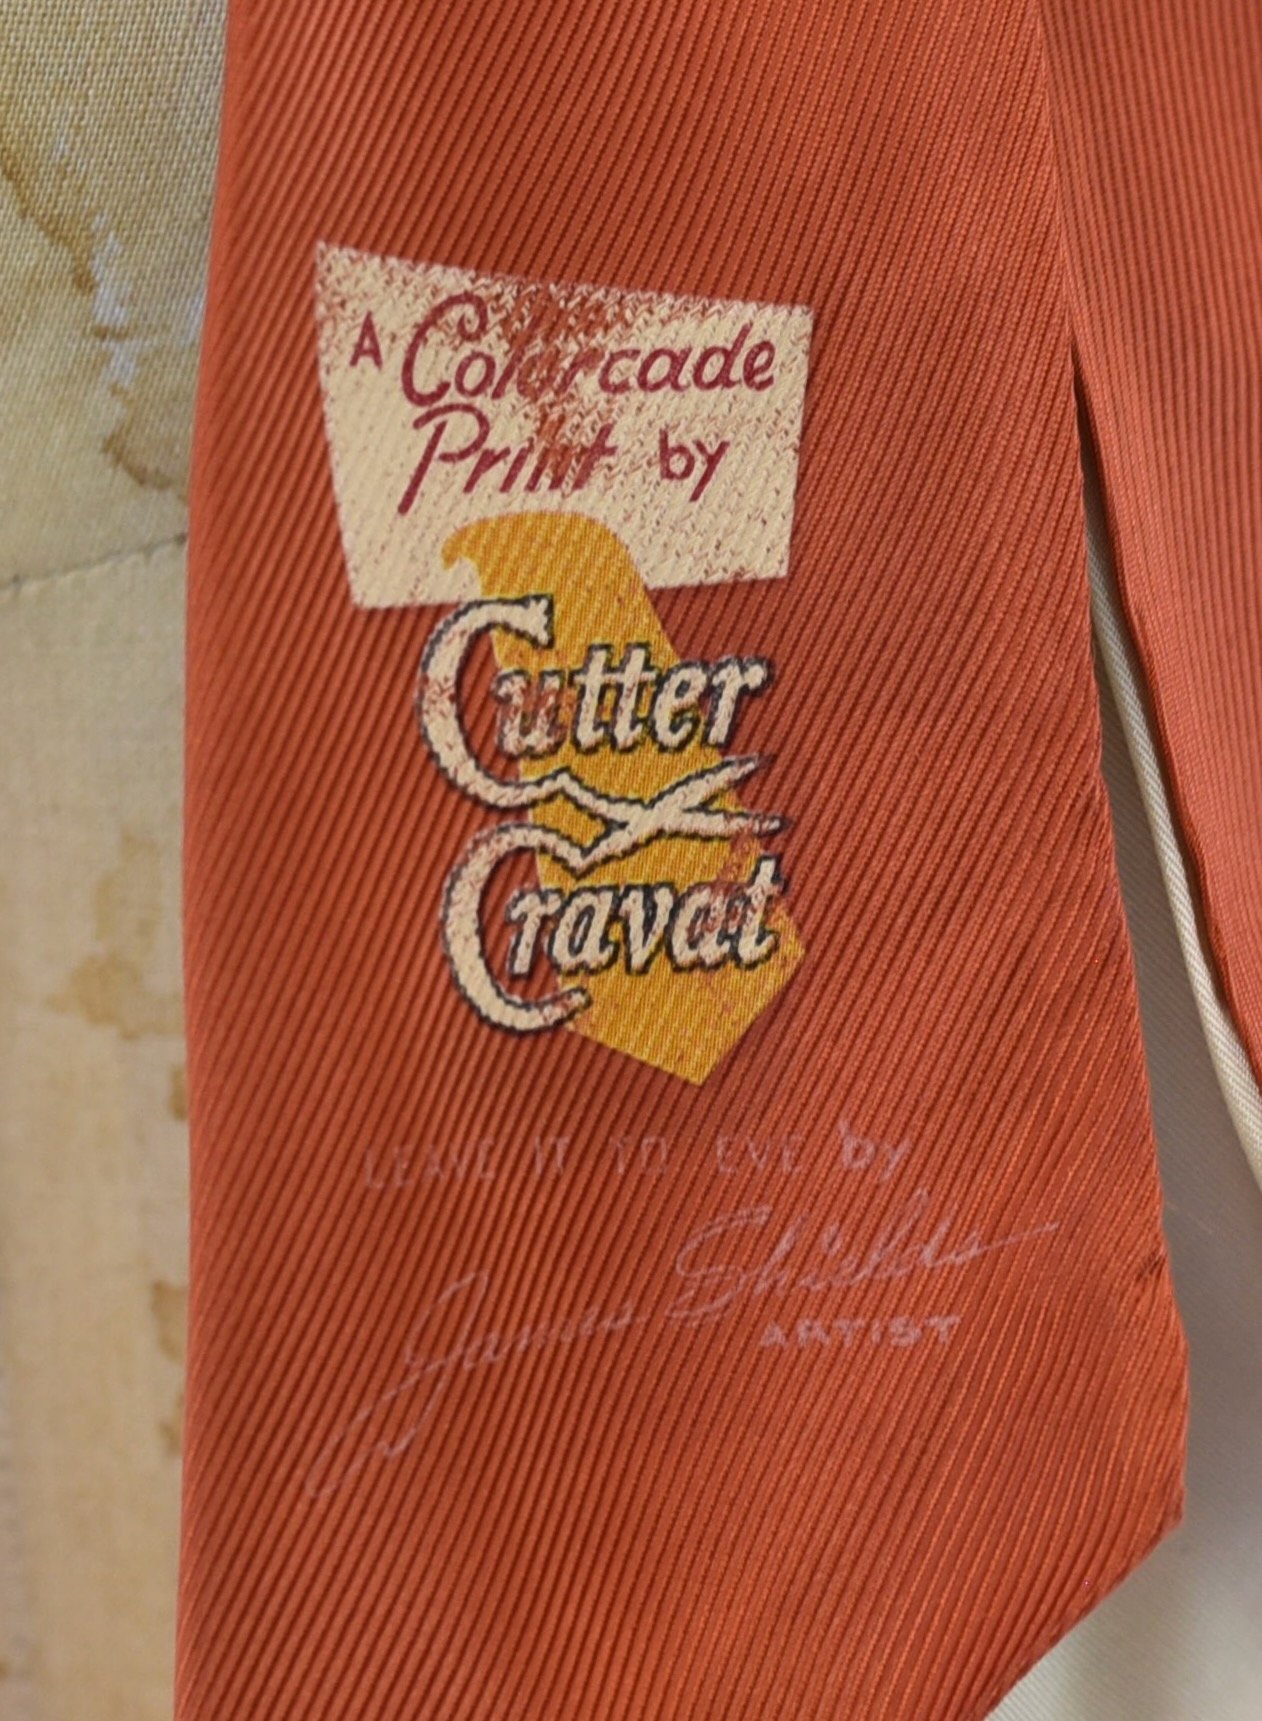 A Colorcade
Print by
Cutter
Cravat
LEAVE IT TO EVE by
James Shields
ARTIST